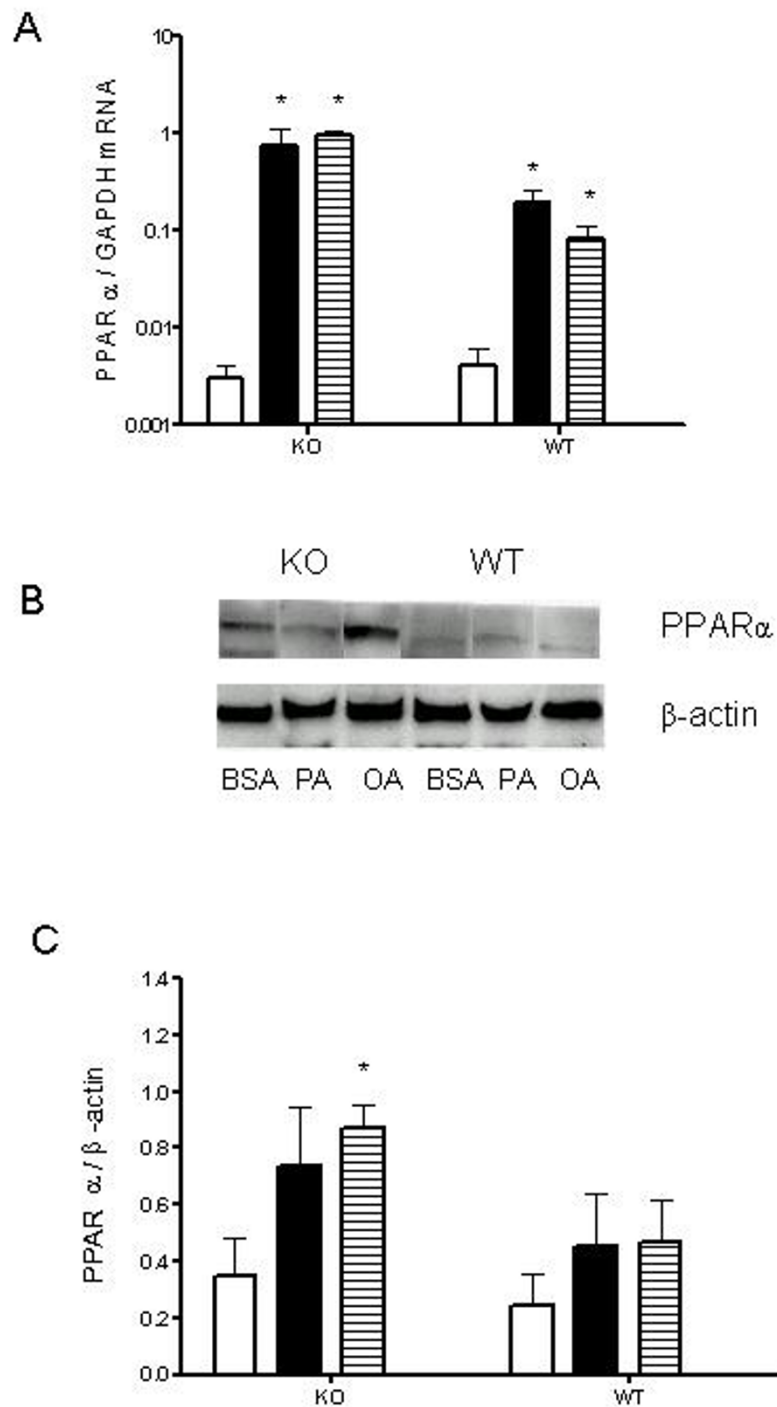 A
10
* *
1
*
*
PPAR α / GAPDH mRNA
0.1
0.01
0.001
KO WT
KO WT
B
PPARα
β-actin
BSA PA OA BSA PA OA
C
1.4
1.2
*
1.0
PPAR α / β -actin
0.8
0.6
0.4
0.2
0.0
KO WT